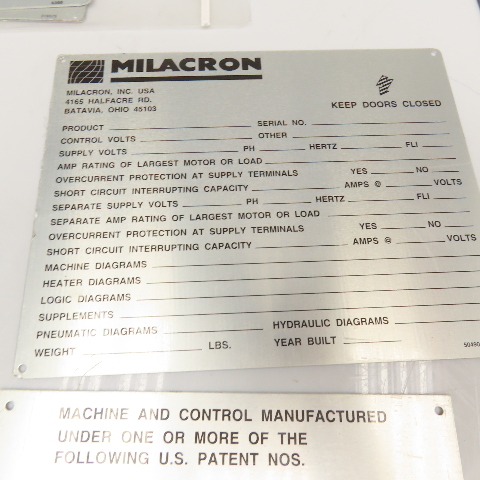 MILACRON
MILACRON, INC. USA
4165 HALFACRE RD.
BATAVIA, OHIO 45103
KEEP DOORS CLOSED
PRODUCT SERIAL NO.
CONTROL VOLTS OTHER
SUPPLY VOLTS PH HERTZ FLI
AMP RATING OF LARGEST MOTOR OR LOAD
OVERCURRENT PROTECTION AT SUPPLY TERMINALS YES NO
SHORT CIRCUIT INTERRUPTING CAPACITY AMPS @ VOLTS
SEPARATE SUPPLY VOLTS PH HERTZ FLI
SEPARATE AMP RATING OF LARGEST MOTOR OR LOAD
OVERCURRENT PROTECTION AT SUPPLY TERMINALS YES NO
SHORT CIRCUIT INTERRUPTING CAPACITY AMPS @ VOLTS
MACHINE DIAGRAMS
HEATER DIAGRAMS
LOGIC DIAGRAMS
SUPPLEMENTS
PNEUMATIC DIAGRAMS HYDRAULIC DIAGRAMS
WEIGHT LBS. YEAR BUILT
MACHINE AND CONTROL MANUFACTURED
UNDER ONE OR MORE OF THE
FOLLOWING U.S. PATENT NOS.